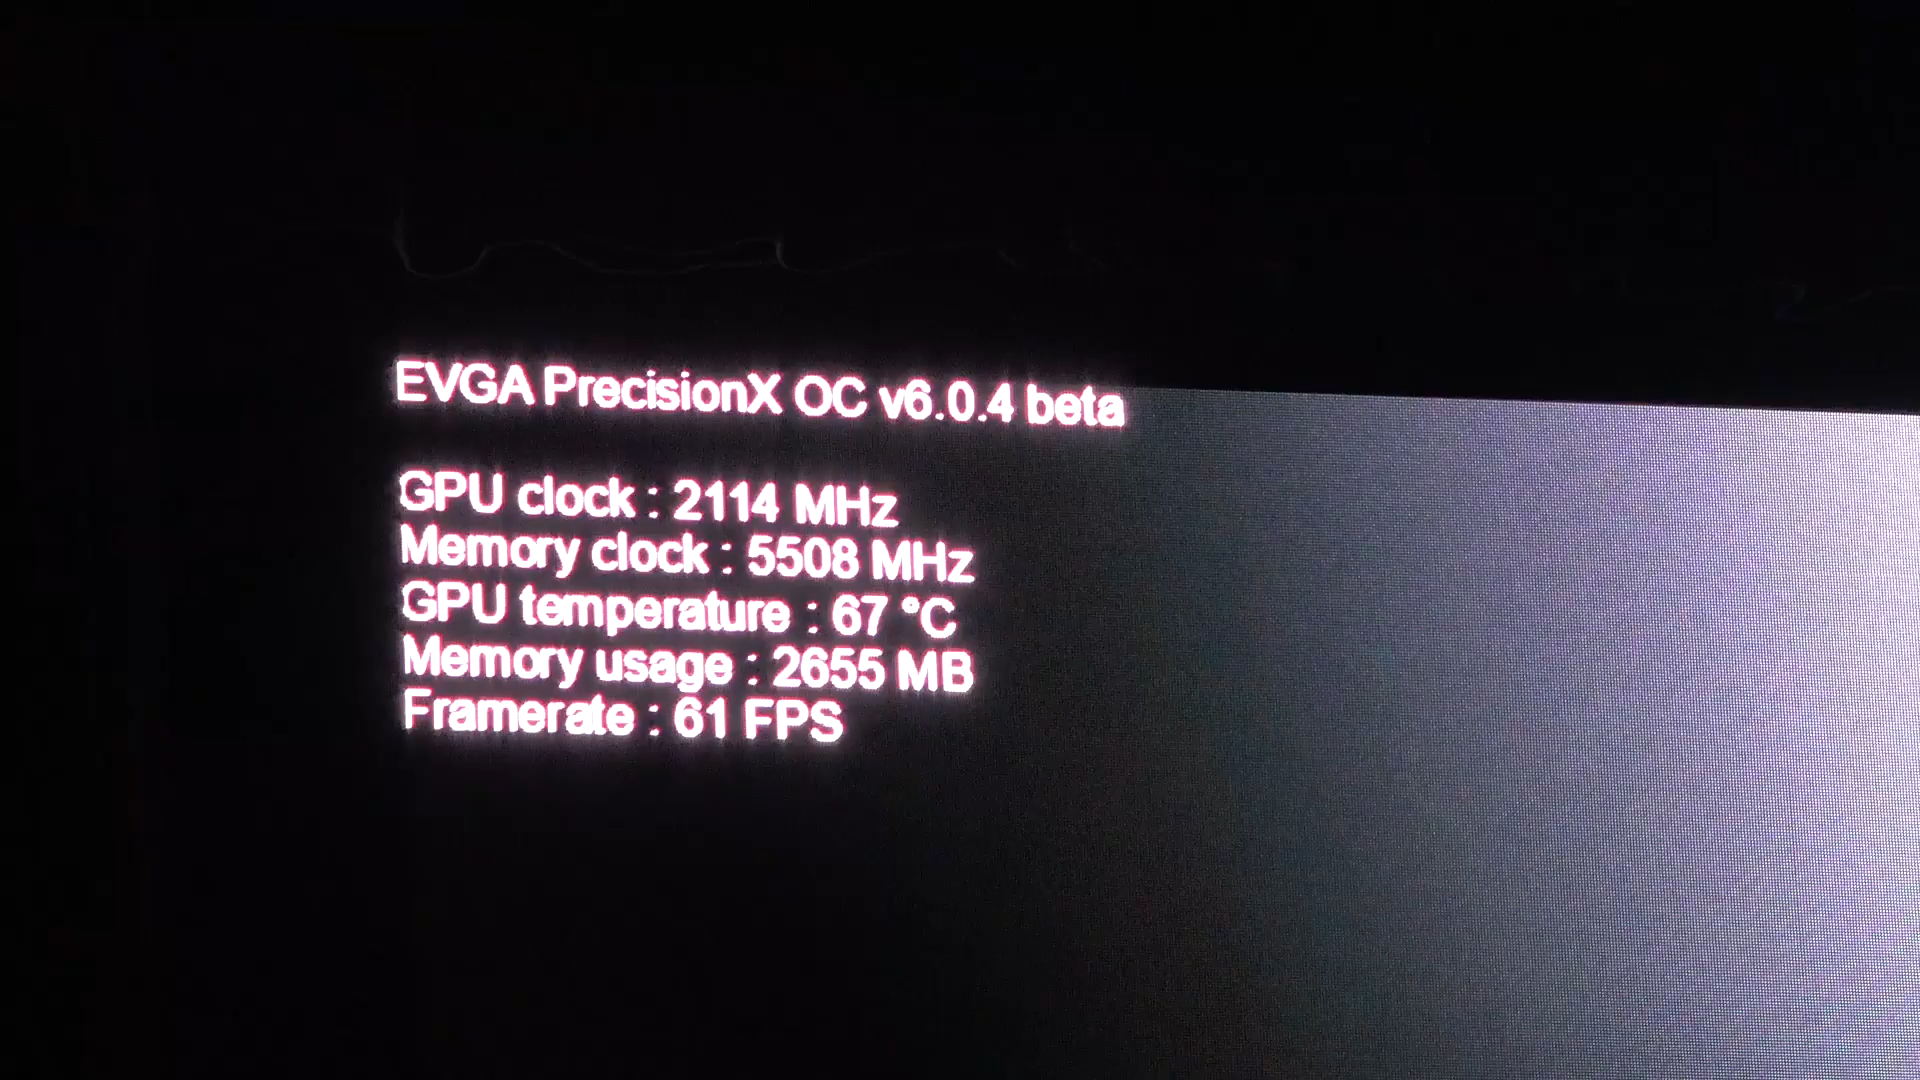 EVGA PrecisionX OC v6.0.4 beta
GPU clock : 2114 MHz
Memory clock : 5508 MHz
GPU temperature : 67 °C
Memory usage : 2655 MB
Framerate : 61 FPS